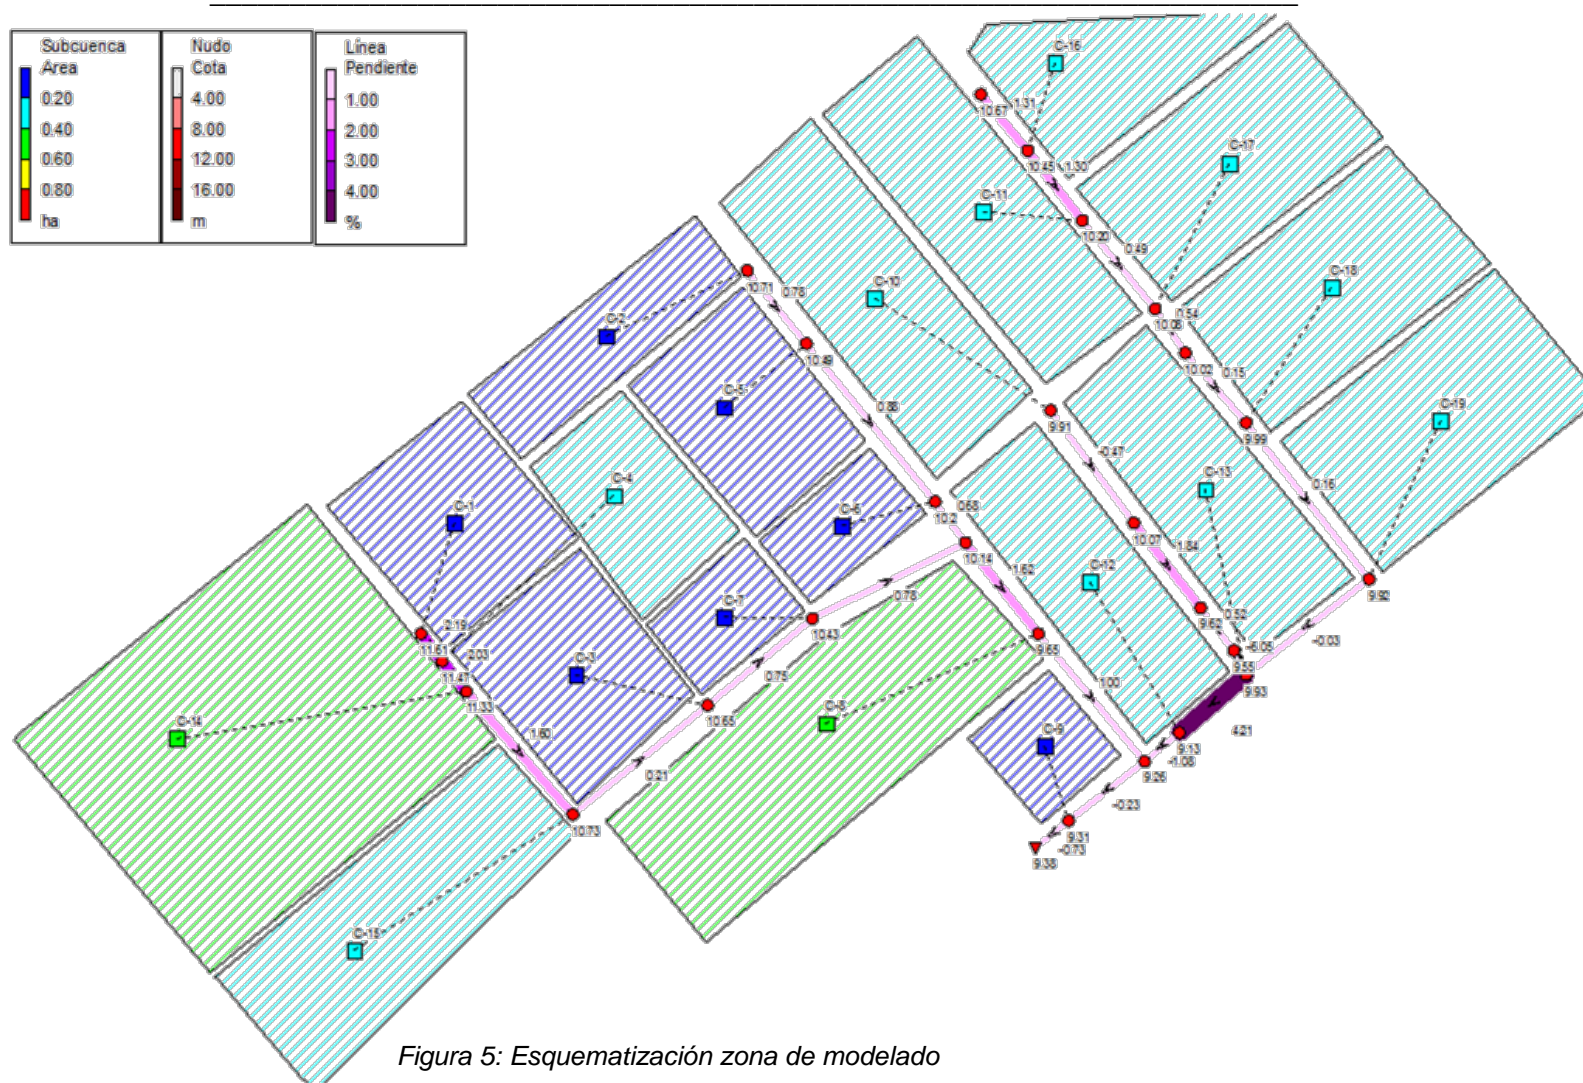 Subcuenca
Area
0.20
0.40
0.60
0.80
ha
Nudo
Cota
4.00
8.00
12.00
16.00
m
Línea
Pendiente
1.00
2.00
3.00
4.00
%
C-16
10.67
1.31
10.45
1.30
C-17
C-11
10.20
0.49
C-18
10.08
0.54
10.02
0.15
C-19
9.99
0.16
9.92
-0.03
C-2
10.71
0.78
C-10
10.49
C-5
0.88
9.91
-0.47
C-13
10.07
1.84
9.62
0.52
9.55
-6.05
9.93
4.21
9.13
-1.08
9.26
-0.23
9.31
-0.73
9.38
C-4
C-6
10.2
0.68
10.14
1.62
C-12
C-1
C-7
10.43
0.78
9.65
1.00
2.19
11.61
2.03
11.47
11.33
C-3
0.75
10.65
C-8
C-9
C-14
1.60
0.21
10.73
C-15
Figura 5: Esquematización zona de modelado